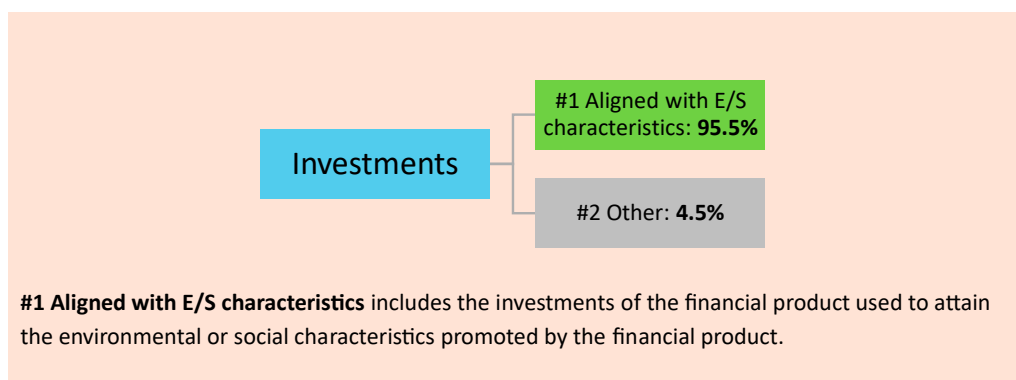 #1 Aligned with E/S
characteristics: 95.5%
Investments
#2 Other: 4.5%
#1 Aligned with E/S characteristics includes the investments of the financial product used to attain
the environmental or social characteristics promoted by the financial product.